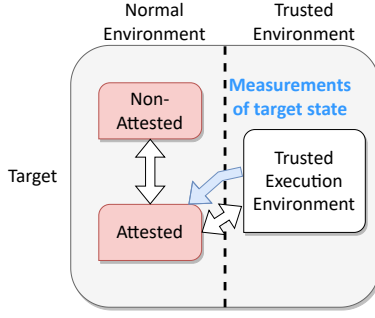 Normal
Environment
Trusted
Environment
Measurements
of target state
Non-
Attested
Target
Trusted
Execution
Environment
Attested